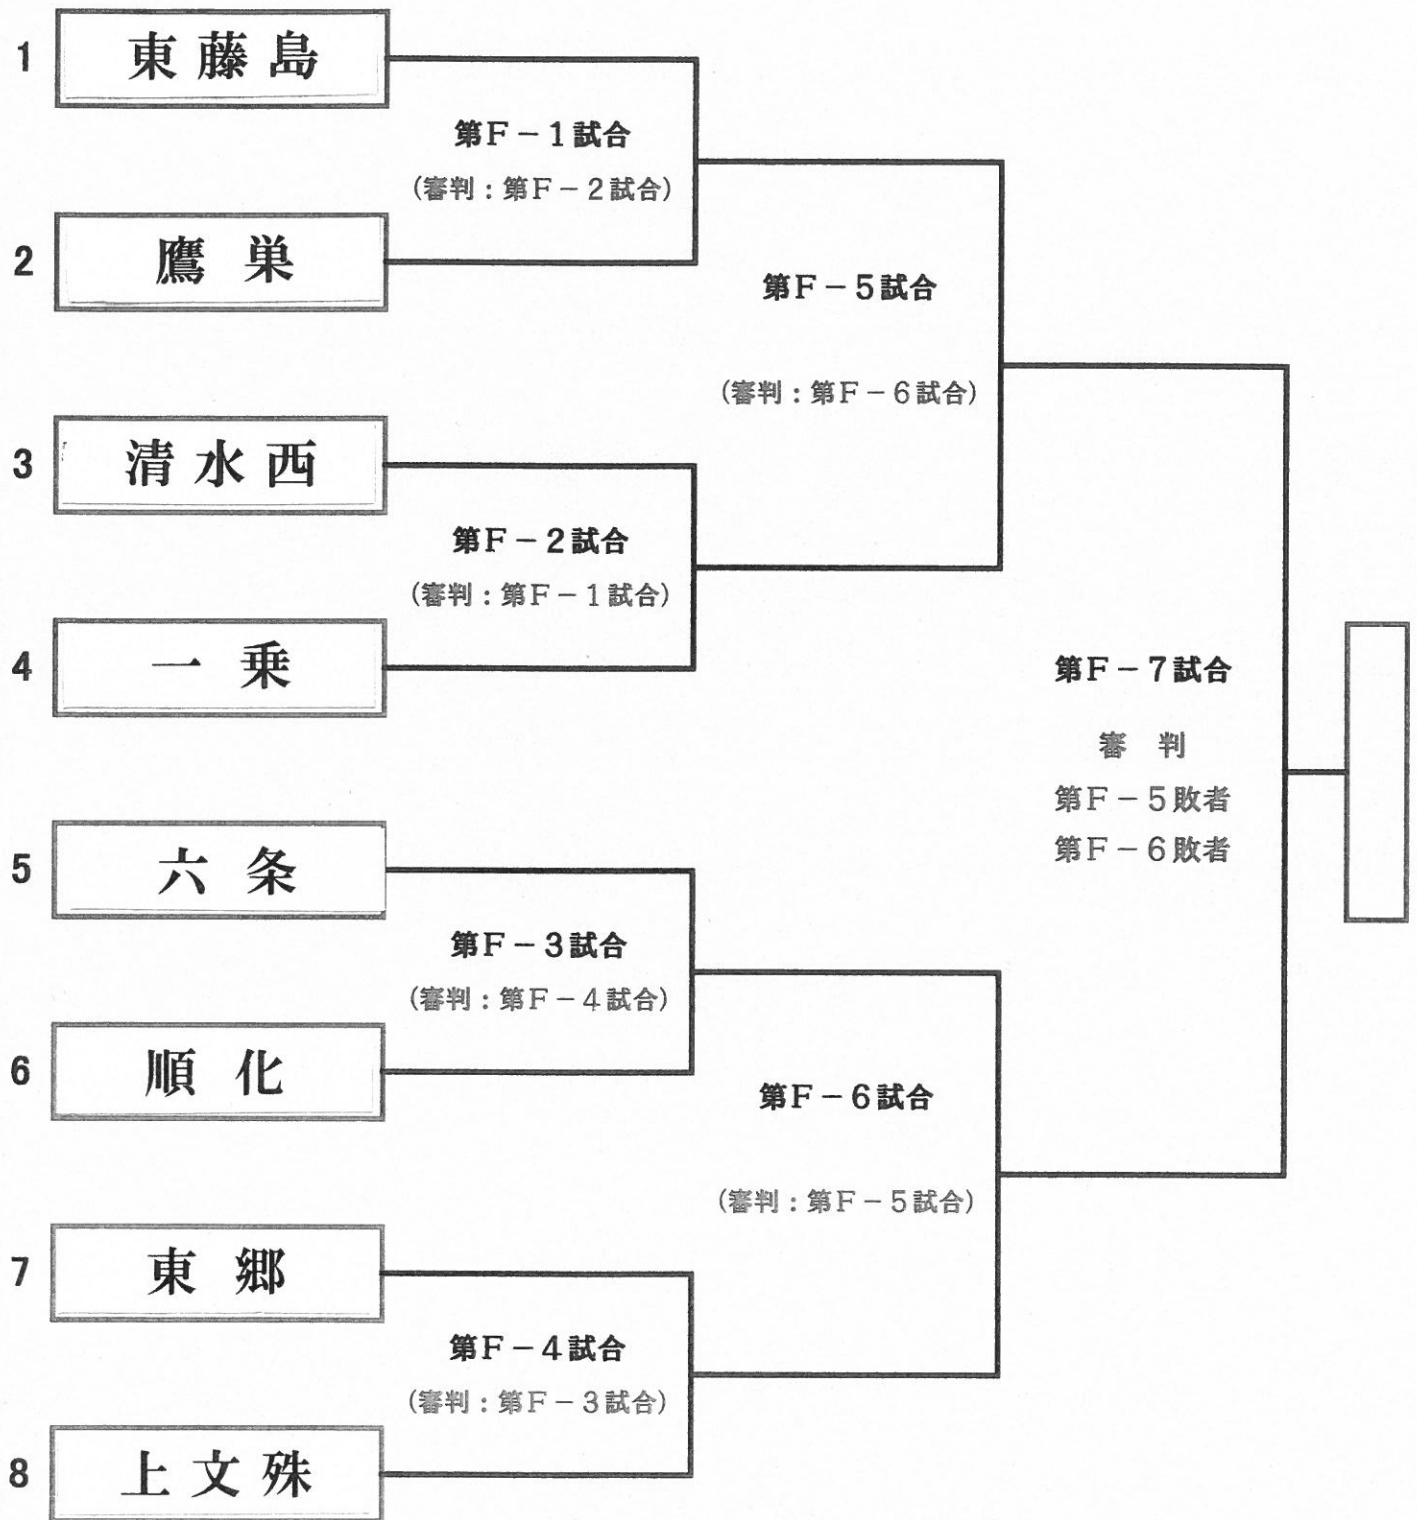 1 東藤島
第F－1試合
(審判：第F－2試合)
2 鷹巣
第F－5試合
(審判：第F－6試合)
3 清水西
第F－2試合
(審判：第F－1試合)
4 一乗
第F－7試合
審判
第F－5敗者
第F－6敗者
5 六条
第F－3試合
(審判：第F－4試合)
6 順化
第F－6試合
(審判：第F－5試合)
7 東郷
第F－4試合
(審判：第F－3試合)
8 上文殊